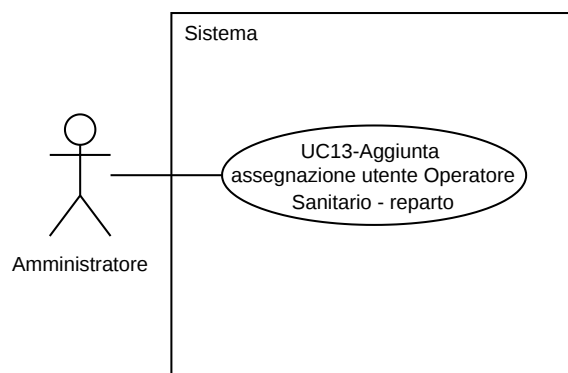 Sistema
UC13-Aggiunta
assegnazione utente Operatore
Sanitario - reparto
Amministratore